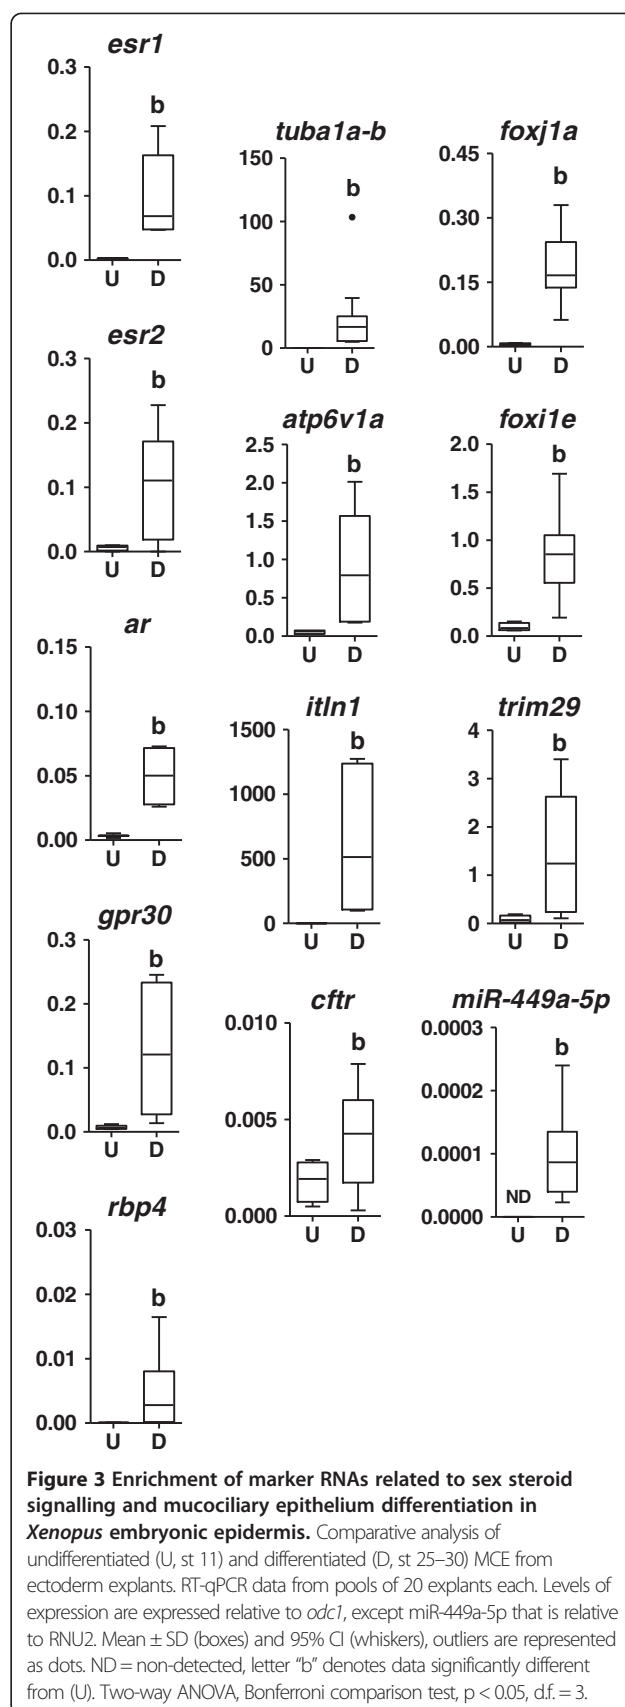 esr1
0.3
0.2
0.1
0.0
b
U D
esr2
0.3
0.2
0.1
0.0
b
U D
ar
0.15
0.10
0.05
0.00
b
U D
gpr30
0.3
0.2
0.1
0.0
b
U D
rbp4
0.03
0.02
0.01
0.00
b
U D
tuba1a-b
150
100
50
0
b
U D
atp6v1a
2.5
2.0
1.5
1.0
0.5
0.0
b
U D
itln1
1500
1000
500
0
b
U D
cftr
0.010
0.005
0.000
b
U D
foxj1a
0.45
0.30
0.15
0.00
b
U D
foxi1e
2.0
1.5
1.0
0.5
0.0
b
U D
trim29
4
3
2
1
0
b
U D
miR-449a-5p
0.0003
0.0002
0.0001
0.0000
b
ND
U D
Figure 3 Enrichment of marker RNAs related to sex steroid
signalling and mucociliary epithelium differentiation in
Xenopus embryonic epidermis. Comparative analysis of
undifferentiated (U, st 11) and differentiated (D, st 25–30) MCE from
ectoderm explants. RT-qPCR data from pools of 20 explants each. Levels of
expression are expressed relative to odc1, except miR-449a-5p that is relative
to RNU2. Mean ± SD (boxes) and 95% CI (whiskers), outliers are represented
as dots. ND = non-detected, letter “b” denotes data significantly different
from (U). Two-way ANOVA, Bonferroni comparison test, p < 0.05, d.f. = 3.